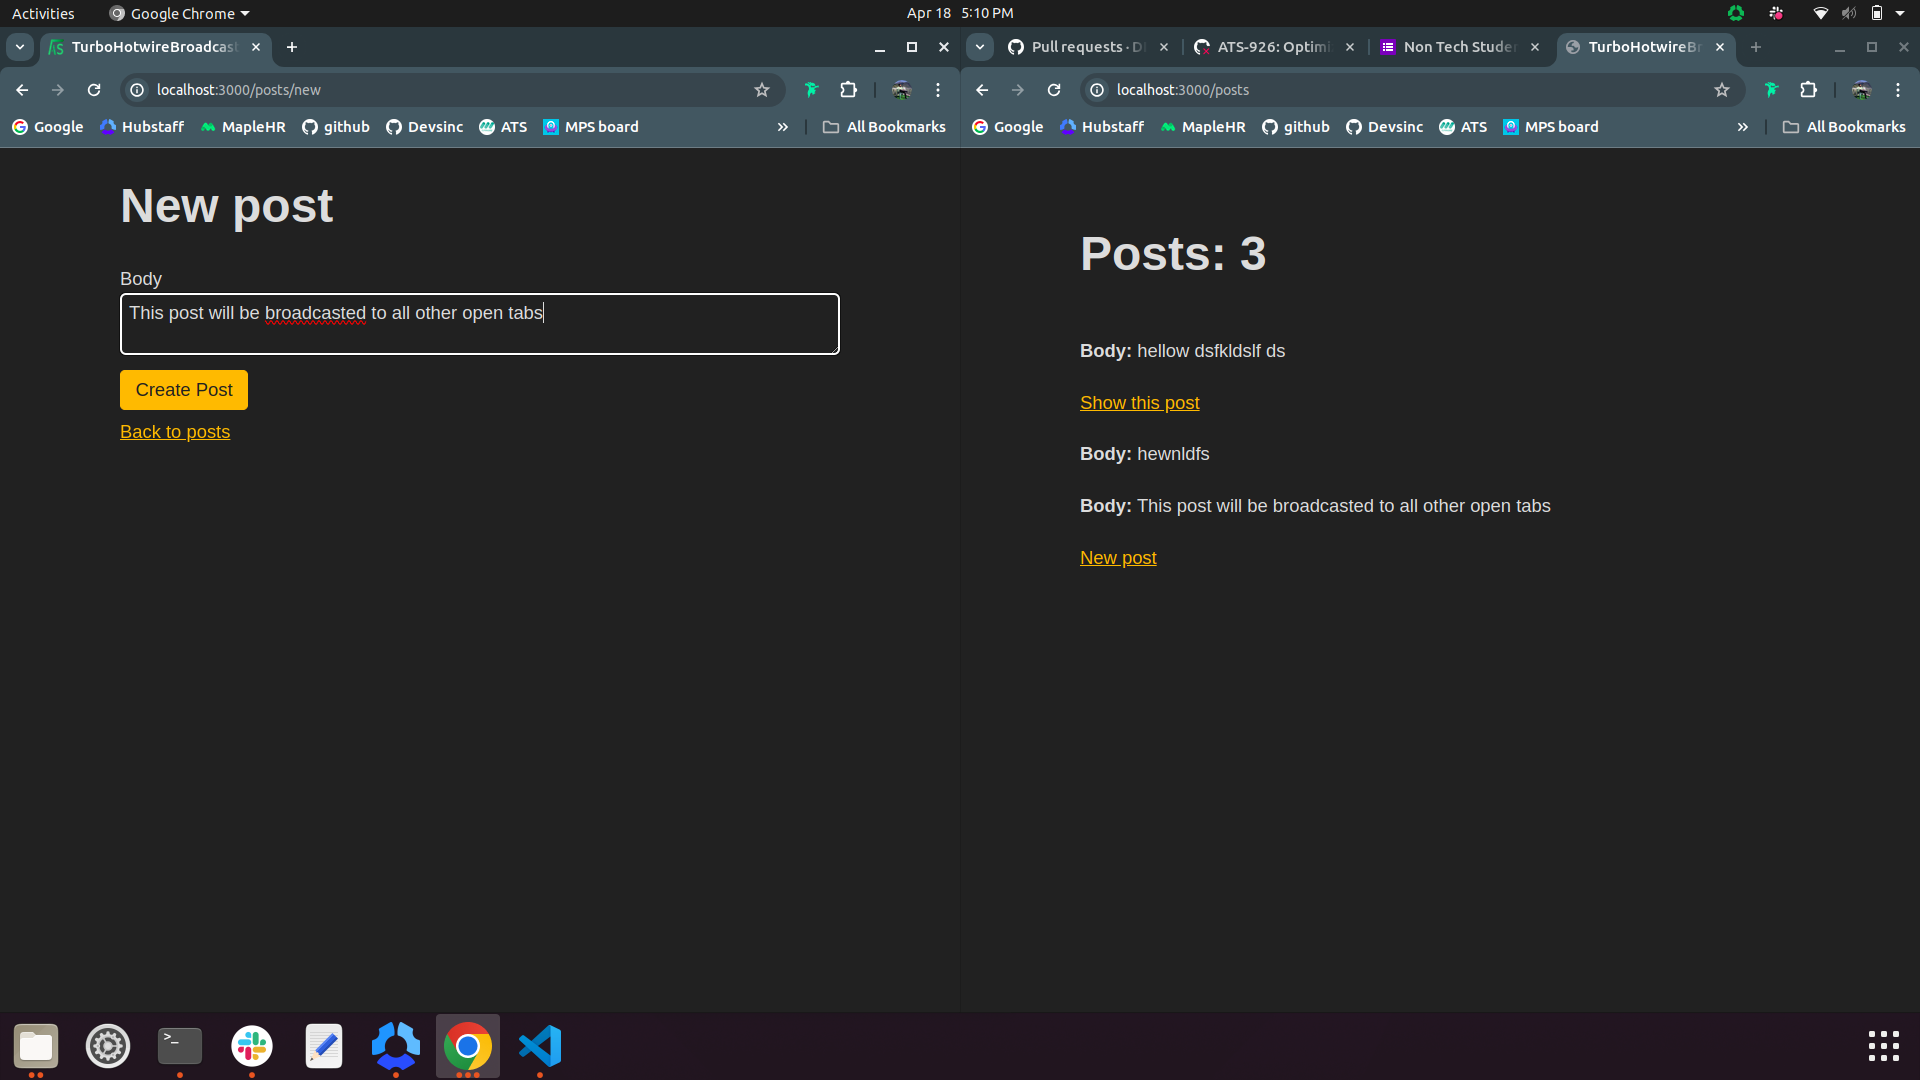 Activities
Google Chrome
Apr 18 5:10 PM
TurboHotwireBroadcast
localhost:3000/posts/new
Google
Hubstaff
MapleHR
github
Devsinc
ATS
MPS board
All Bookmarks
New post
Body
This post will be broadcasted to all other open tabs
Create Post
Back to posts
Pull requests · D
ATS-926: Optimi
Non Tech Studen
TurboHotwireBr
localhost:3000/posts
Google
Hubstaff
MapleHR
github
Devsinc
ATS
MPS board
All Bookmarks
Posts: 3
Body: hellow dsfkldslf ds
Show this post
Body: hewnldfs
Body: This post will be broadcasted to all other open tabs
New post